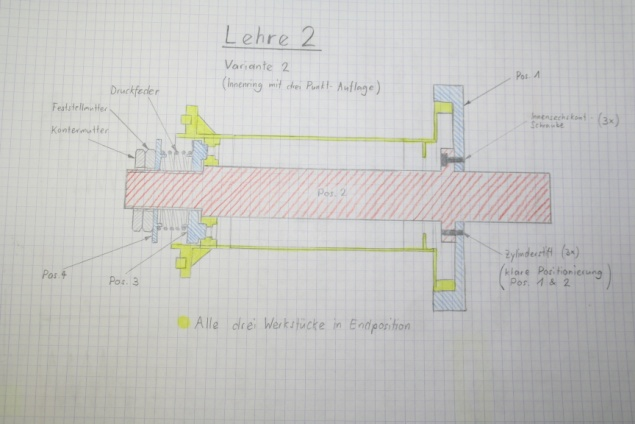 Lehre 2
Variante 2
(Innenring mit drei Punkt-Auflage)
Druckfeder
Feststellmutter
Kontermutter
Pos. 1
Innensechskant-
Schraube (3x)
Pos. 2
Zylinderstift (3x)
(klare Positionierung
Pos. 1 & 2)
Pos. 4
Pos. 3
Alle drei Werkstücke in Endposition